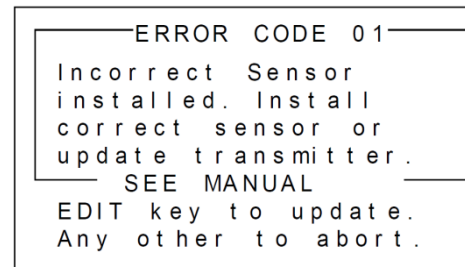 ERROR CODE 01
Incorrect Sensor
installed. Install
correct sensor or
update transmitter.
SEE MANUAL
EDIT key to update.
Any other to abort.